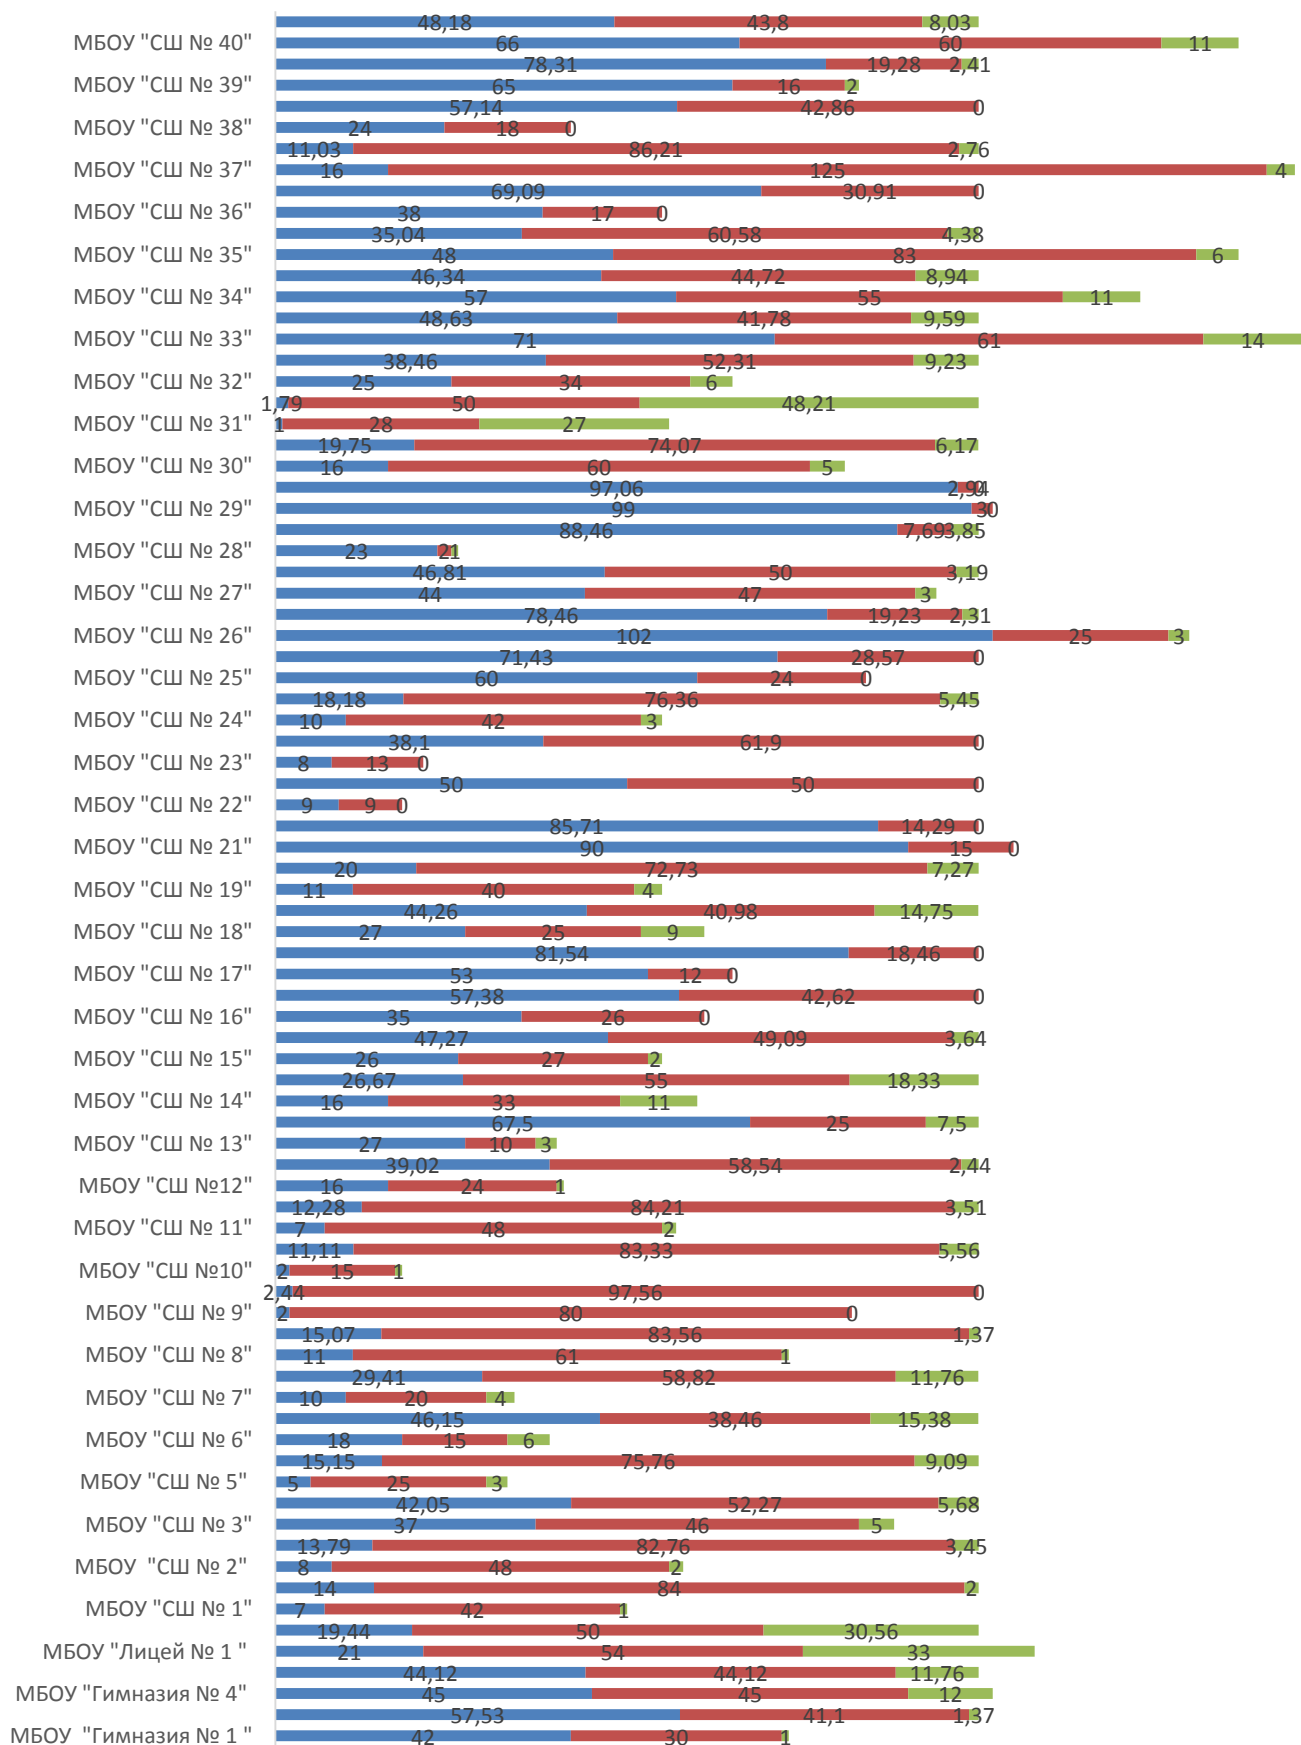 48,18 43,8 8,03
МБОУ "СШ № 40" 66 60 11
78,31 19,28 2,41
МБОУ "СШ № 39" 65 16 2
57,14 42,86 0
МБОУ "СШ № 38" 24 18 0
11,03 86,21 2,76
МБОУ "СШ № 37" 16 125 4
69,09 30,91 0
МБОУ "СШ № 36" 38 17 0
35,04 60,58 4,38
МБОУ "СШ № 35" 48 83 6
46,34 44,72 8,94
МБОУ "СШ № 34" 57 55 11
48,63 41,78 9,59
МБОУ "СШ № 33" 71 61 14
38,46 52,31 9,23
МБОУ "СШ № 32" 25 34 6
1,79 50 48,21
МБОУ "СШ № 31" 1 28 27
19,75 74,07 6,17
МБОУ "СШ № 30" 16 60 5
97,06 2,94 0
МБОУ "СШ № 29" 99 3 0
88,46 7,69 3,85
МБОУ "СШ № 28" 23 2 1
46,81 50 3,19
МБОУ "СШ № 27" 44 47 3
78,46 19,23 2,31
МБОУ "СШ № 26" 102 25 3
71,43 28,57 0
МБОУ "СШ № 25" 60 24 0
18,18 76,36 5,45
МБОУ "СШ № 24" 10 42 3
38,1 61,9 0
МБОУ "СШ № 23" 8 13 0
50 50 0
МБОУ "СШ № 22" 9 9 0
85,71 14,29 0
МБОУ "СШ № 21" 90 15 0
20 72,73 7,27
МБОУ "СШ № 19" 11 40 4
44,26 40,98 14,75
МБОУ "СШ № 18" 27 25 9
81,54 18,46 0
МБОУ "СШ № 17" 53 12 0
57,38 42,62 0
МБОУ "СШ № 16" 35 26 0
47,27 49,09 3,64
МБОУ "СШ № 15" 26 27 2
26,67 55 18,33
МБОУ "СШ № 14" 16 33 11
67,5 25 7,5
МБОУ "СШ № 13" 27 10 3
39,02 58,54 2,44
МБОУ "СШ №12" 16 24 1
12,28 84,21 3,51
МБОУ "СШ № 11" 7 48 2
11,11 83,33 5,56
МБОУ "СШ №10" 2 15 1
2,44 97,56 0
МБОУ "СШ № 9" 2 80 0
15,07 83,56 1,37
МБОУ "СШ № 8" 11 61 1
29,41 58,82 11,76
МБОУ "СШ № 7" 10 20 4
46,15 38,46 15,38
МБОУ "СШ № 6" 18 15 6
15,15 75,76 9,09
МБОУ "СШ № 5" 5 25 3
42,05 52,27 5,68
МБОУ "СШ № 3" 37 46 5
13,79 82,76 3,45
МБОУ "СШ № 2" 8 48 2
14 84 2
МБОУ "СШ № 1" 7 42 1
19,44 50 30,56
МБОУ "Лицей № 1 " 21 54 33
44,12 44,12 11,76
МБОУ "Гимназия № 4" 45 45 12
57,53 41,1 1,37
МБОУ "Гимназия № 1 " 42 30 1